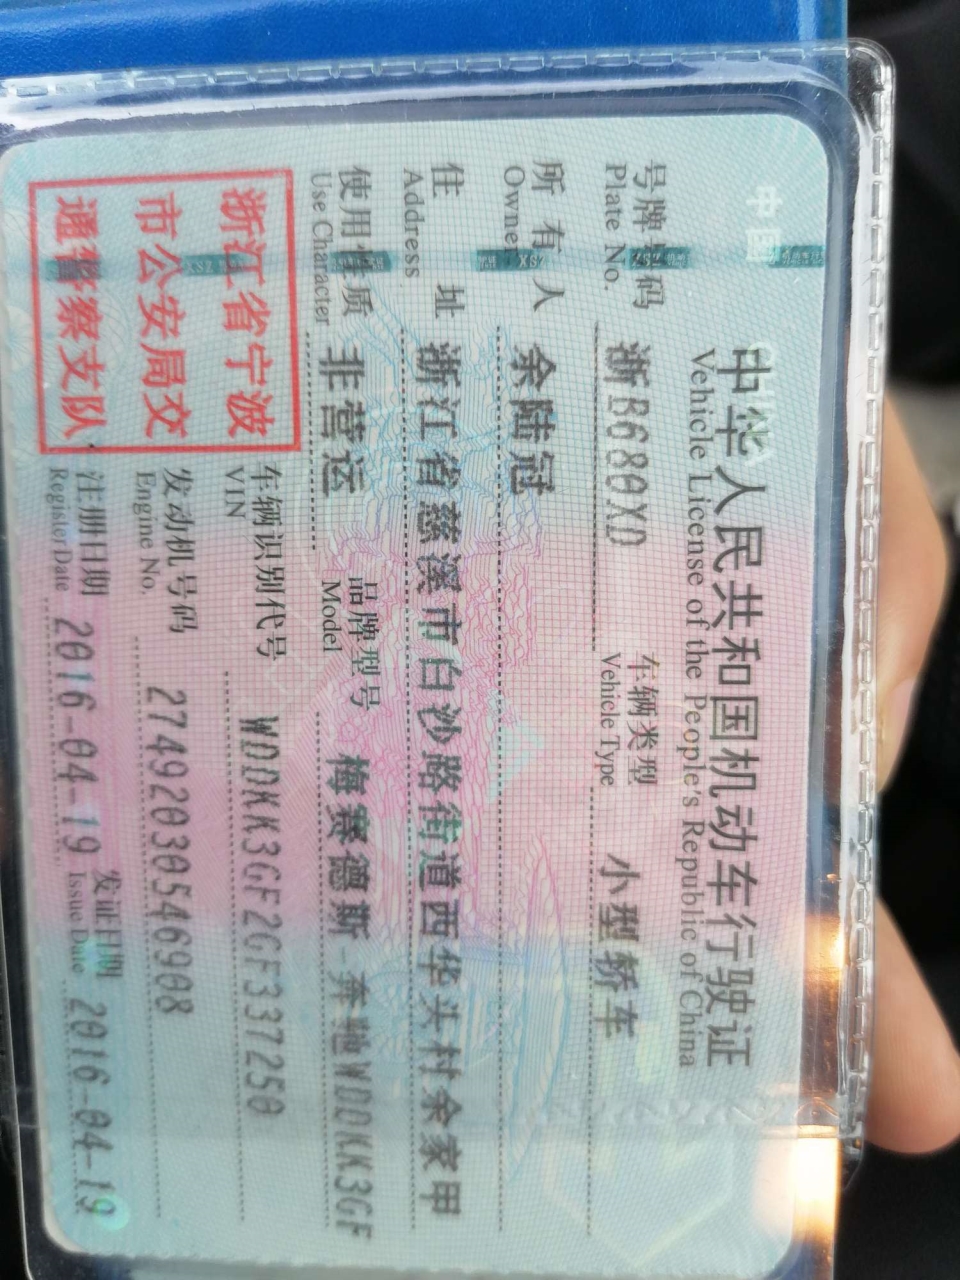 中国
中华人民共和国机动车行驶证
Vehicle License of the People's Republic of China
号牌号码 浙B680XD 车辆类型 小型轿车
Plate No. Vehicle Type
所有人 余陆冠
Owner
住址 浙江省慈溪市白沙路街道西华头村余家甲
Address
使用性质 非营运 品牌型号 梅赛德斯-奔驰WDDKK3GF
Use Character Model
浙江省宁波
市公安局交
通警察支队
车辆识别代号 WDDKK3GF2GF337250
VIN
发动机号码 27492030546908
Engine No.
注册日期 2016-04-19 发证日期 2016-04-19
Register Date Issue Date